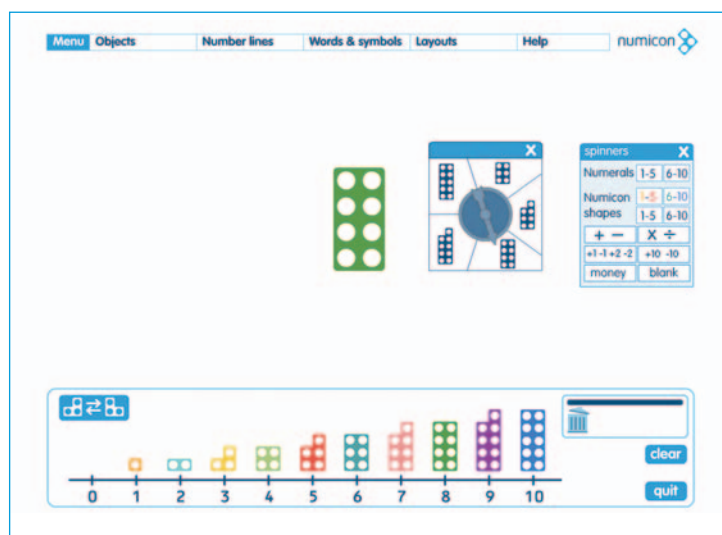 Menu Objects Number lines Words & symbols Layouts Help numicon
X
spinners X
Numerals 1-5 6-10
Numicon shapes 1-5 6-10
1-5 6-10
+ − X ÷
+1 -1 +2 -2 +10 -10
money blank
0 1 2 3 4 5 6 7 8 9 10
clear
quit